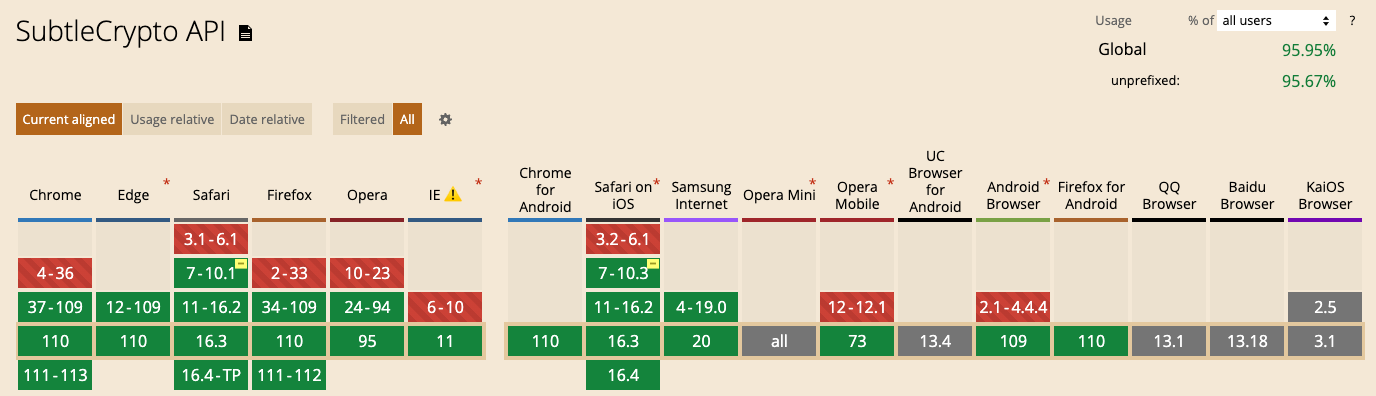 SubtleCrypto API
Usage % of all users ?
Global 95.95%
unprefixed: 95.67%
Current aligned Usage relative Date relative Filtered All
Chrome Edge * Safari Firefox Opera IE * Chrome for Android Safari on iOS * Samsung Internet Opera Mini * Opera Mobile * UC Browser for Android Android Browser * Firefox for Android QQ Browser Baidu Browser KaiOS Browser
3.1-6.1 3.2-6.1
4-36 7-10.1 2-33 10-23 7-10.3
37-109 12-109 11-16.2 34-109 24-94 6-10 11-16.2 4-19.0 12-12.1 2.1-4.4.4 2.5
110 110 16.3 110 95 11 110 16.3 20 all 73 13.4 109 110 13.1 13.18 3.1
111-113 16.4-TP 111-112 16.4